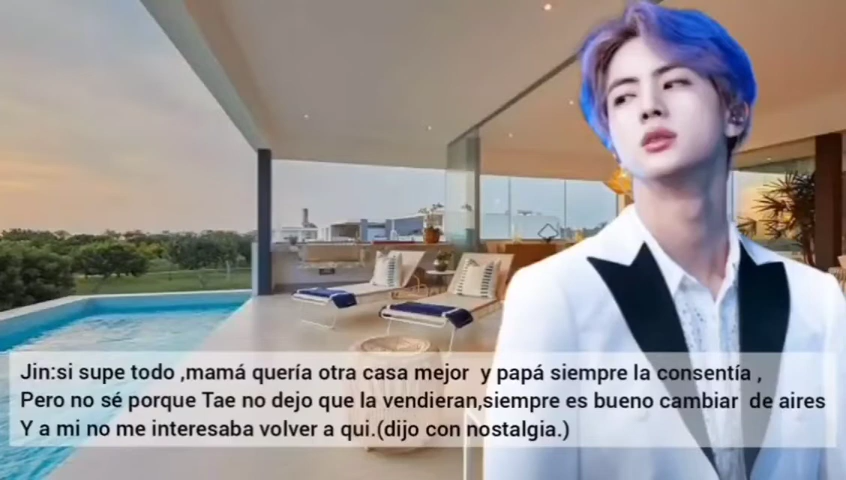 Jin:si supe todo ,mamá quería otra casa mejor y papá siempre la consentía ,
Pero no sé porque Tae no dejo que la vendieran,siempre es bueno cambiar de aires
Y a mi no me interesaba volver a qui.(dijo con nostalgia.)